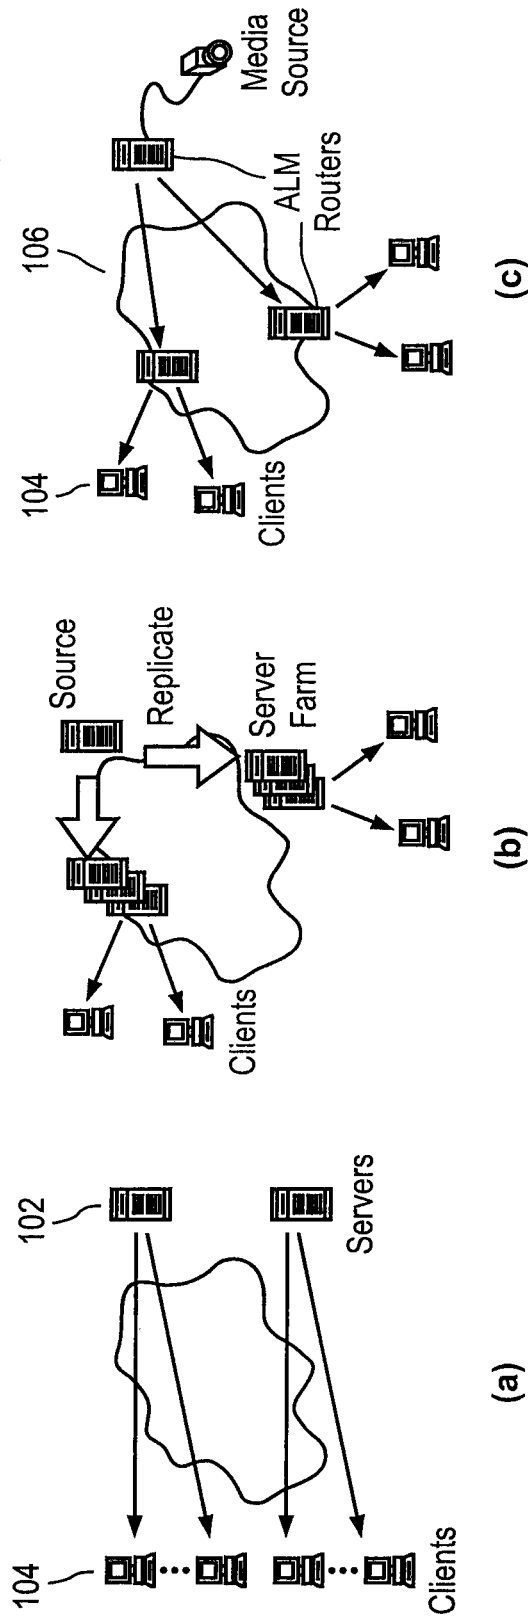 104
102
Servers
Clients
(a)
Source
Replicate
Server
Farm
Clients
(b)
106
104
Media
Source
ALM
Routers
Clients
(c)